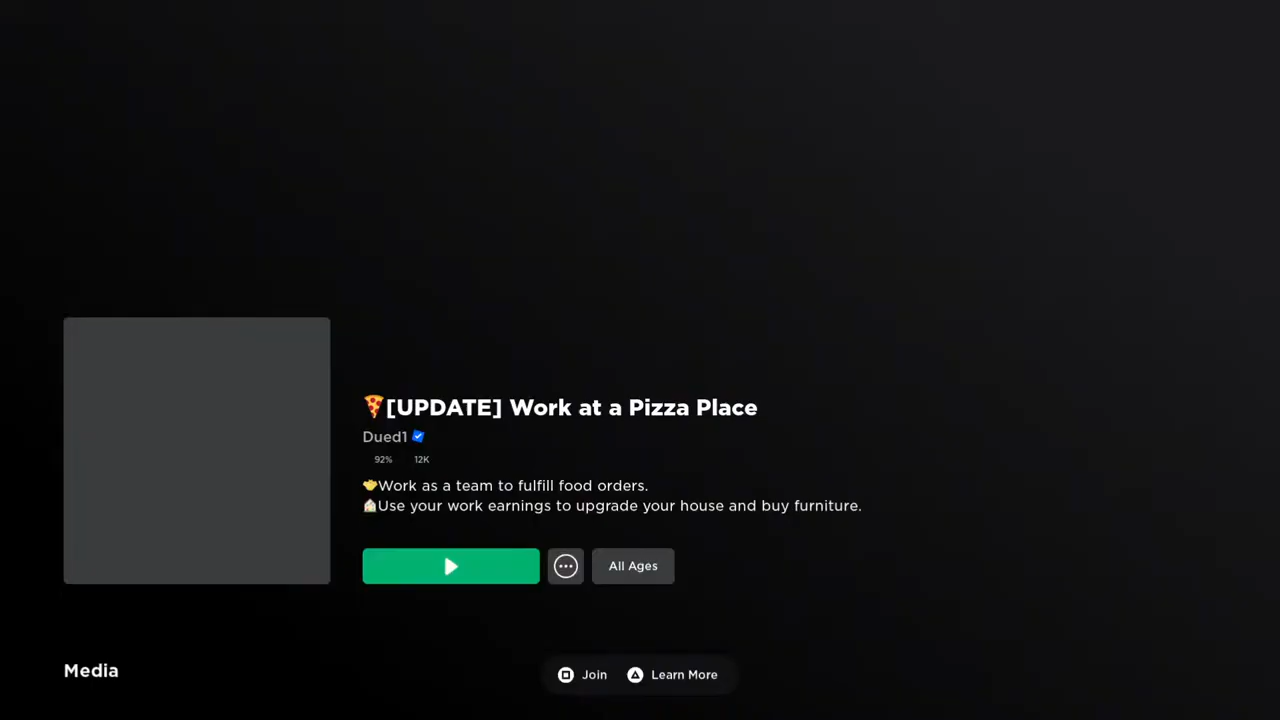 🍕[UPDATE] Work at a Pizza Place
Dued1
92% 12K
🤝Work as a team to fulfill food orders.
🏠Use your work earnings to upgrade your house and buy furniture.
All Ages
Media
Join Learn More